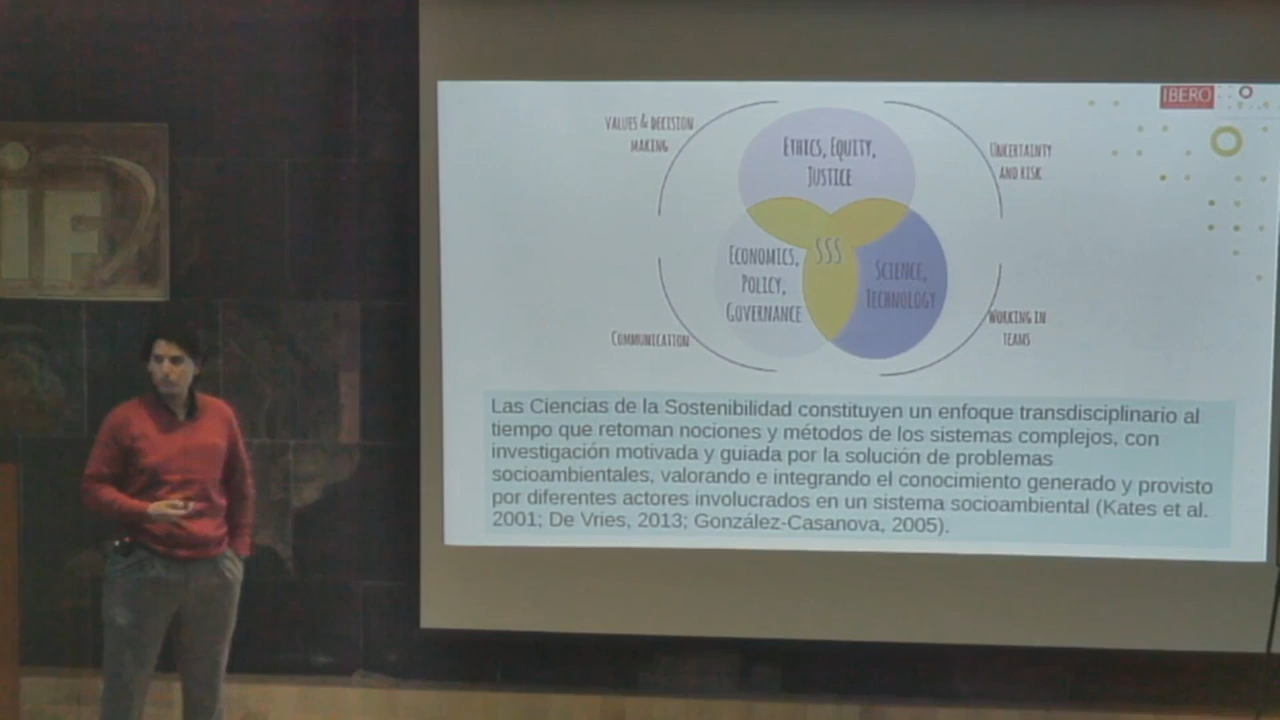 IBERO
VALUES & DECISION
MAKING
UNCERTAINTY
AND RISK
ETHICS, EQUITY,
JUSTICE
SSS
ECONOMICS,
POLICY,
GOVERNANCE
SCIENCE,
TECHNOLOGY
COMMUNICATION
WORKING IN
TEAMS
Las Ciencias de la Sostenibilidad constituyen un enfoque transdisciplinario al
tiempo que retoman nociones y métodos de los sistemas complejos, con
investigación motivada y guiada por la solución de problemas
socioambientales, valorando e integrando el conocimiento generado y provisto
por diferentes actores involucrados en un sistema socioambiental (Kates et al.
2001; De Vries, 2013; González-Casanova, 2005).
iF